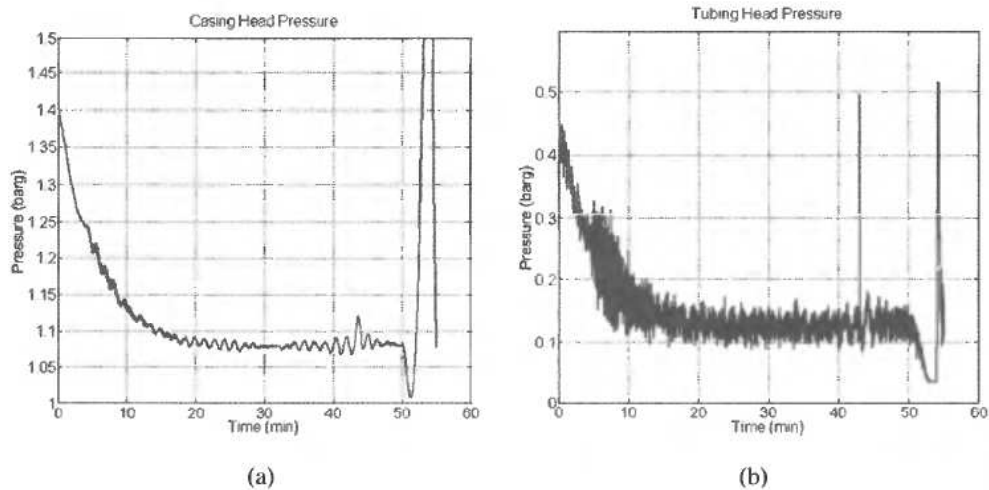 Casing Head Pressure
1.5
1.45
1.4
1.35
1.3
1.25
1.2
1.15
1.1
1.05
1
0 10 20 30 40 50 60
Pressure (barg)
Time (min)
(a)
Tubing Head Pressure
0.5
0.4
0.3
0.2
0.1
0
0 10 20 30 40 50 60
Pressure (barg)
Time (min)
(b)